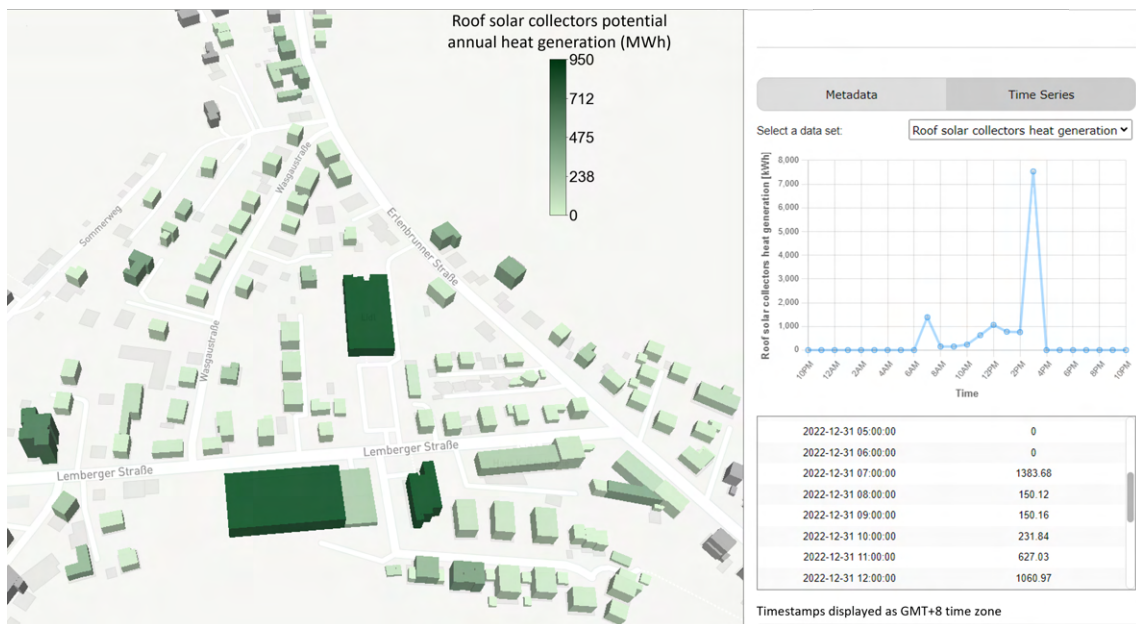 Roof solar collectors potential
annual heat generation (MWh)
950
712
475
238
0
Sommerweg
Wasgaustraße
Erlenbrunner Straße
Wasgaustraße
Lemberger Straße
Lemberger Straße
Metadata
Time Series
Select a data set:
Roof solar collectors heat generation
Roof solar collectors heat generation [kWh]
8,000
7,000
6,000
5,000
4,000
3,000
2,000
1,000
0
10PM
12AM
2AM
4AM
6AM
8AM
10AM
12PM
2PM
4PM
6PM
8PM
10PM
Time
2022-12-31 05:00:00 0
2022-12-31 06:00:00 0
2022-12-31 07:00:00 1383.68
2022-12-31 08:00:00 150.12
2022-12-31 09:00:00 150.16
2022-12-31 10:00:00 231.84
2022-12-31 11:00:00 627.03
2022-12-31 12:00:00 1060.97
Timestamps displayed as GMT+8 time zone